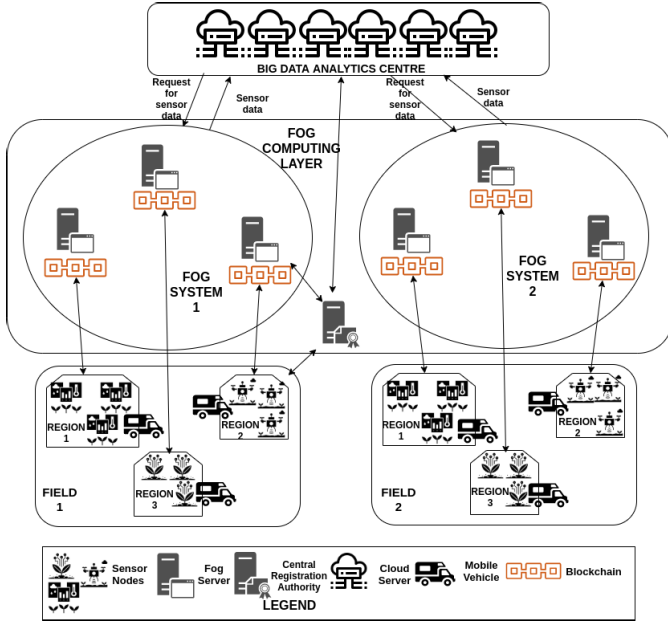 BIG DATA ANALYTICS CENTRE
Request
for
sensor
data
Sensor
data
Request
for
sensor
data
Sensor
data
FOG
COMPUTING
LAYER
FOG
SYSTEM
1
FOG
SYSTEM
2
REGION
1
REGION
2
REGION
3
FIELD
1
REGION
1
REGION
2
REGION
3
FIELD
2
Sensor
Nodes
Fog
Server
Central
Registration
Authority
Cloud
Server
Mobile
Vehicle
Blockchain
LEGEND